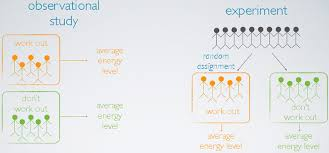 observational
study
work out
average
energy
level
don't
work out
average
energy
level
experiment
random
assignment
work out
average
energy level
don't
work out
average
energy level